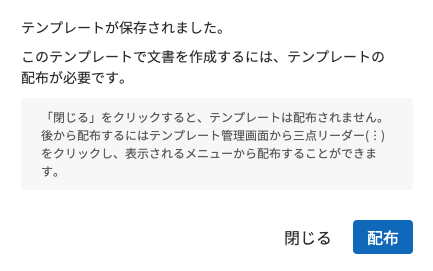 テンプレートが保存されました。
このテンプレートで文書を作成するには、テンプレートの
配布が必要です。
「閉じる」をクリックすると、テンプレートは配布されません。
後から配布するにはテンプレート管理画面から三点リーダー(⋮)
をクリックし、表示されるメニューから配布することができま
す。
閉じる 配布